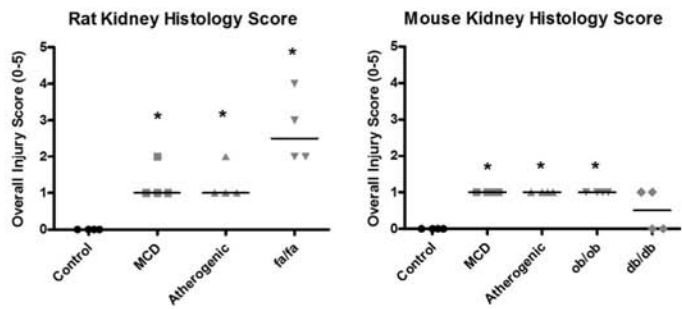 Rat Kidney Histology Score
Overall Injury Score (0-5)
5
4
3
2
1
0
*
*
*
Control
MCD
Atherogenic
fa/fa
Mouse Kidney Histology Score
Overall Injury Score (0-5)
5
4
3
2
1
0
*
*
*
Control
MCD
Atherogenic
ob/ob
db/db